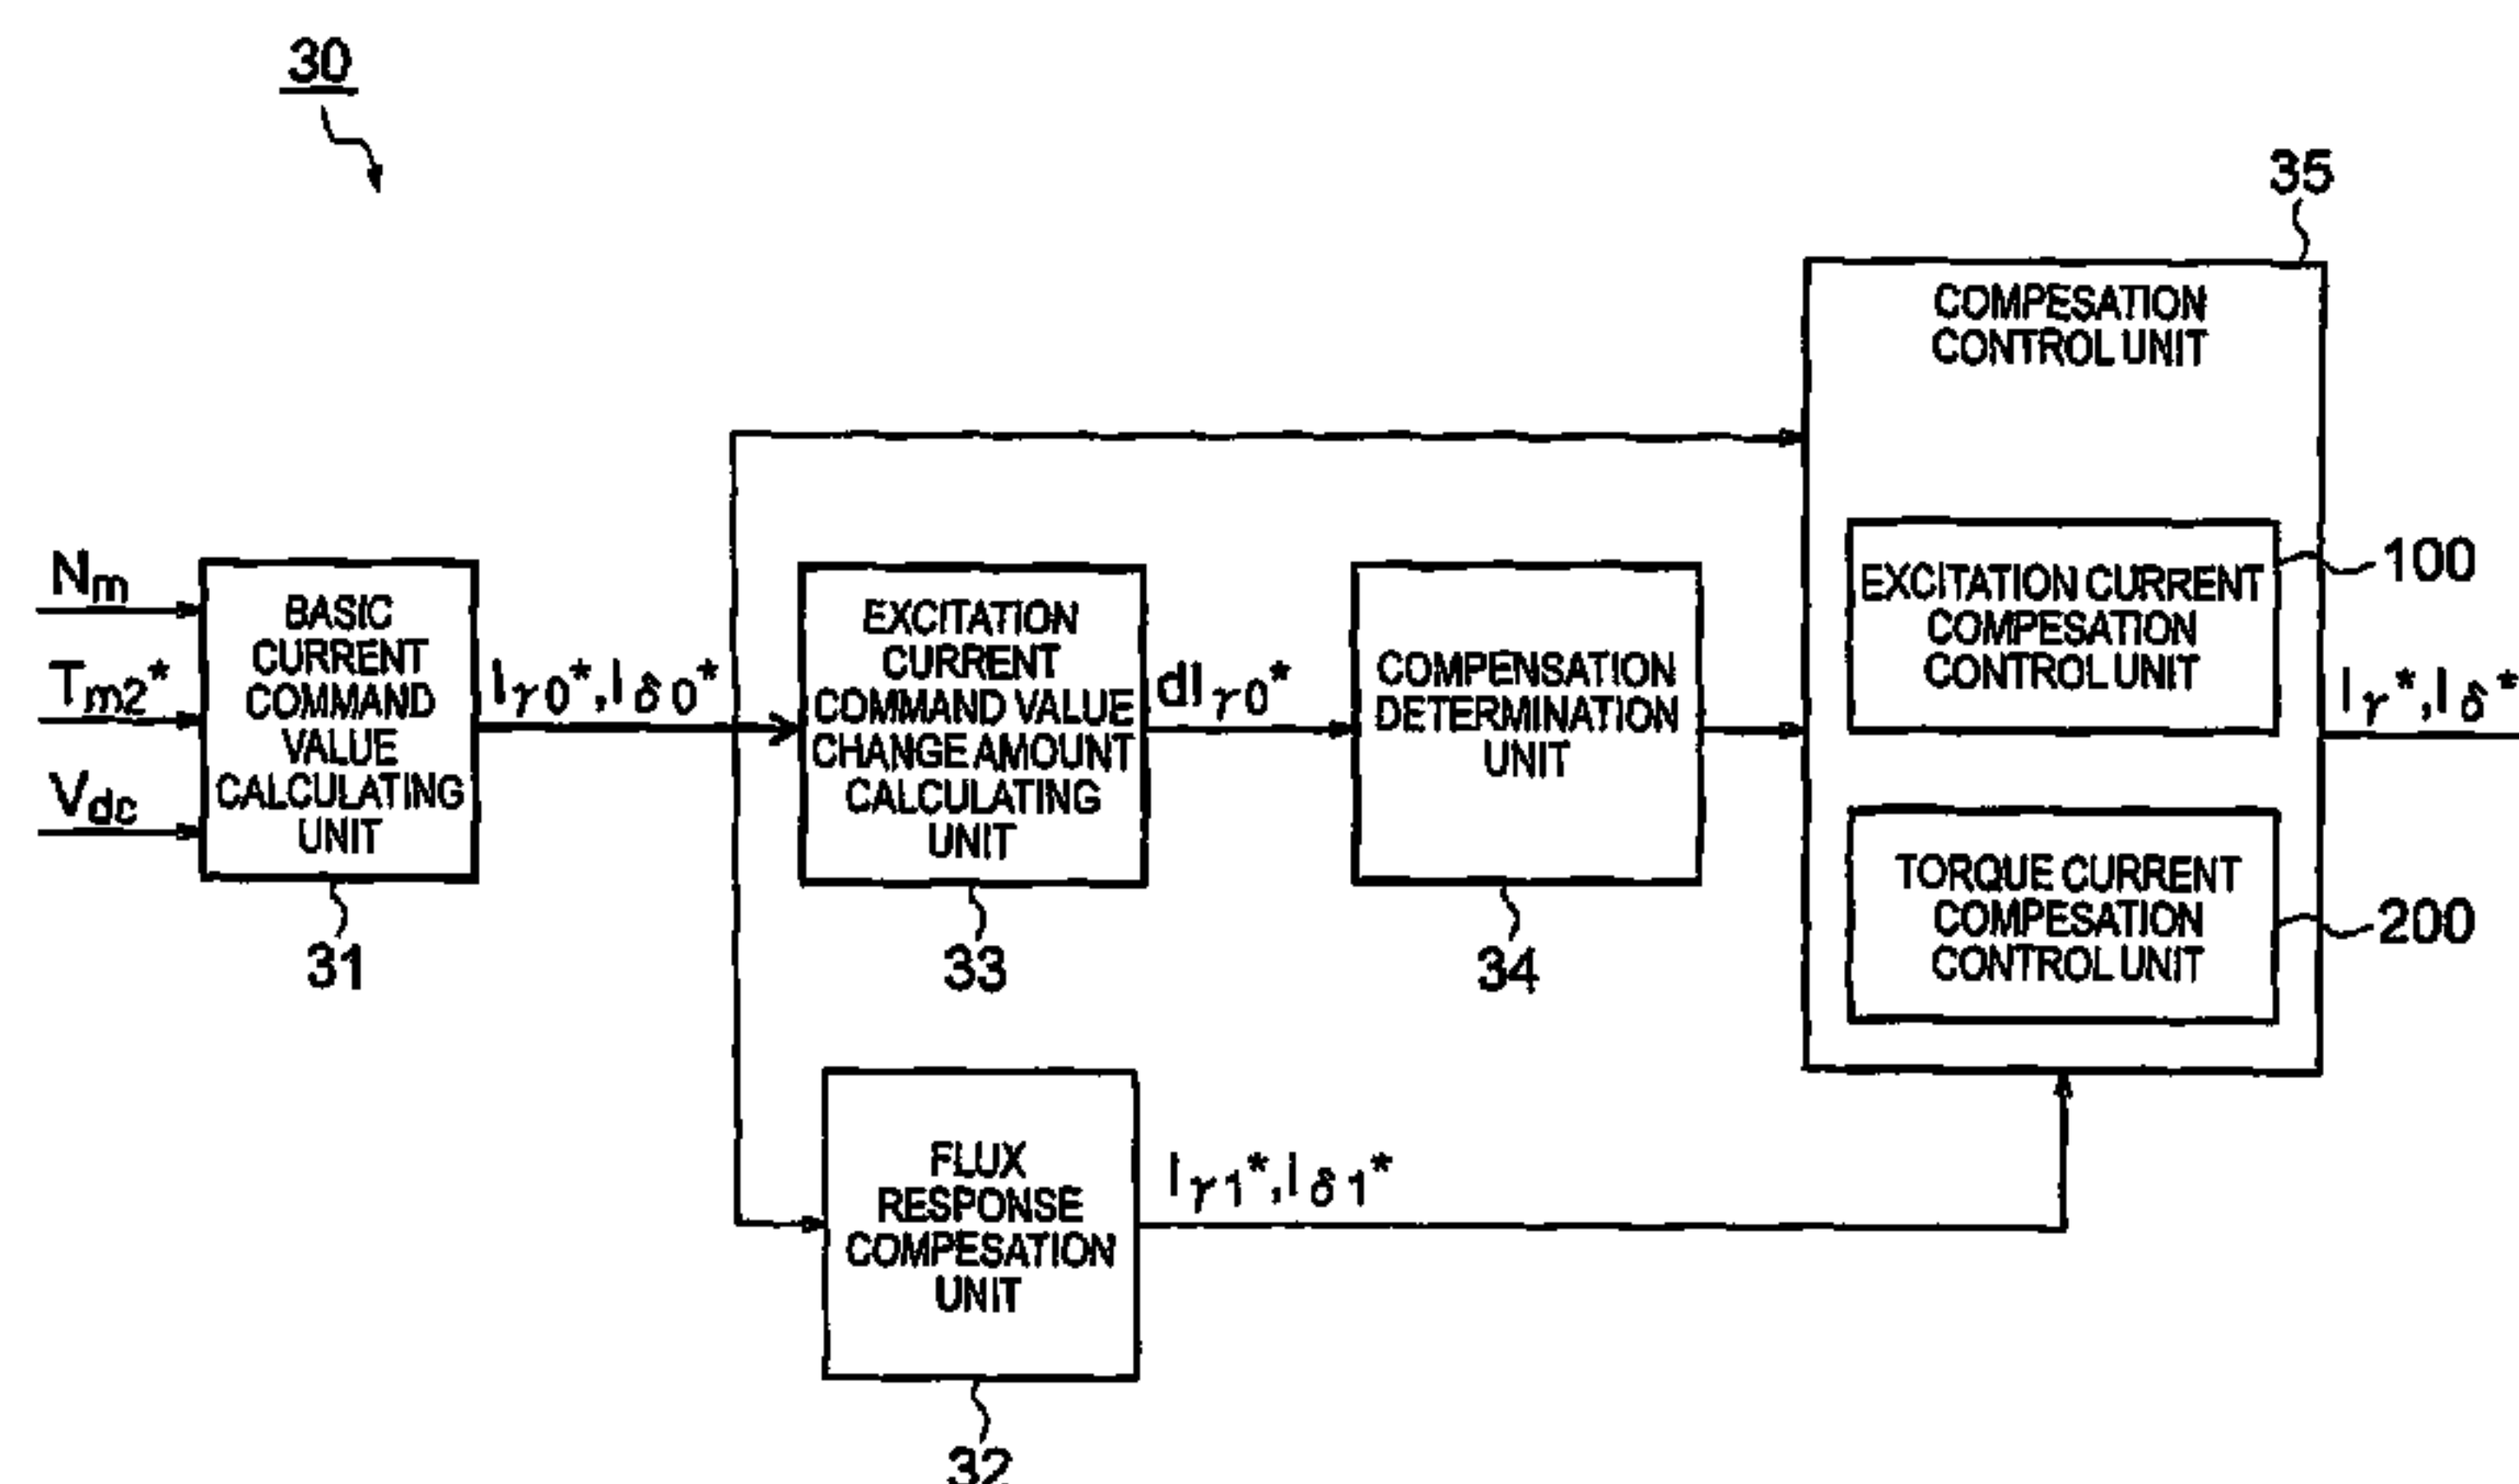 30
35
COMPESATION
CONTROL UNIT
Nm
Tm2*
Vdc
BASIC
CURRENT
COMMAND
VALUE
CALCULATING
UNIT
31
Iγ0*,Iδ0*
EXCITATION
CURRENT
COMMAND VALUE
CHANGE AMOUNT
CALCULATING
UNIT
33
dIγ0*
COMPENSATION
DETERMINATION
UNIT
34
EXCITATION CURRENT
COMPESATION
CONTROL UNIT
100
TORQUE CURRENT
COMPESATION
CONTROL UNIT
200
Iγ*,Iδ*
FLUX
RESPONSE
COMPESATION
UNIT
32
Iγ1*,Iδ1*